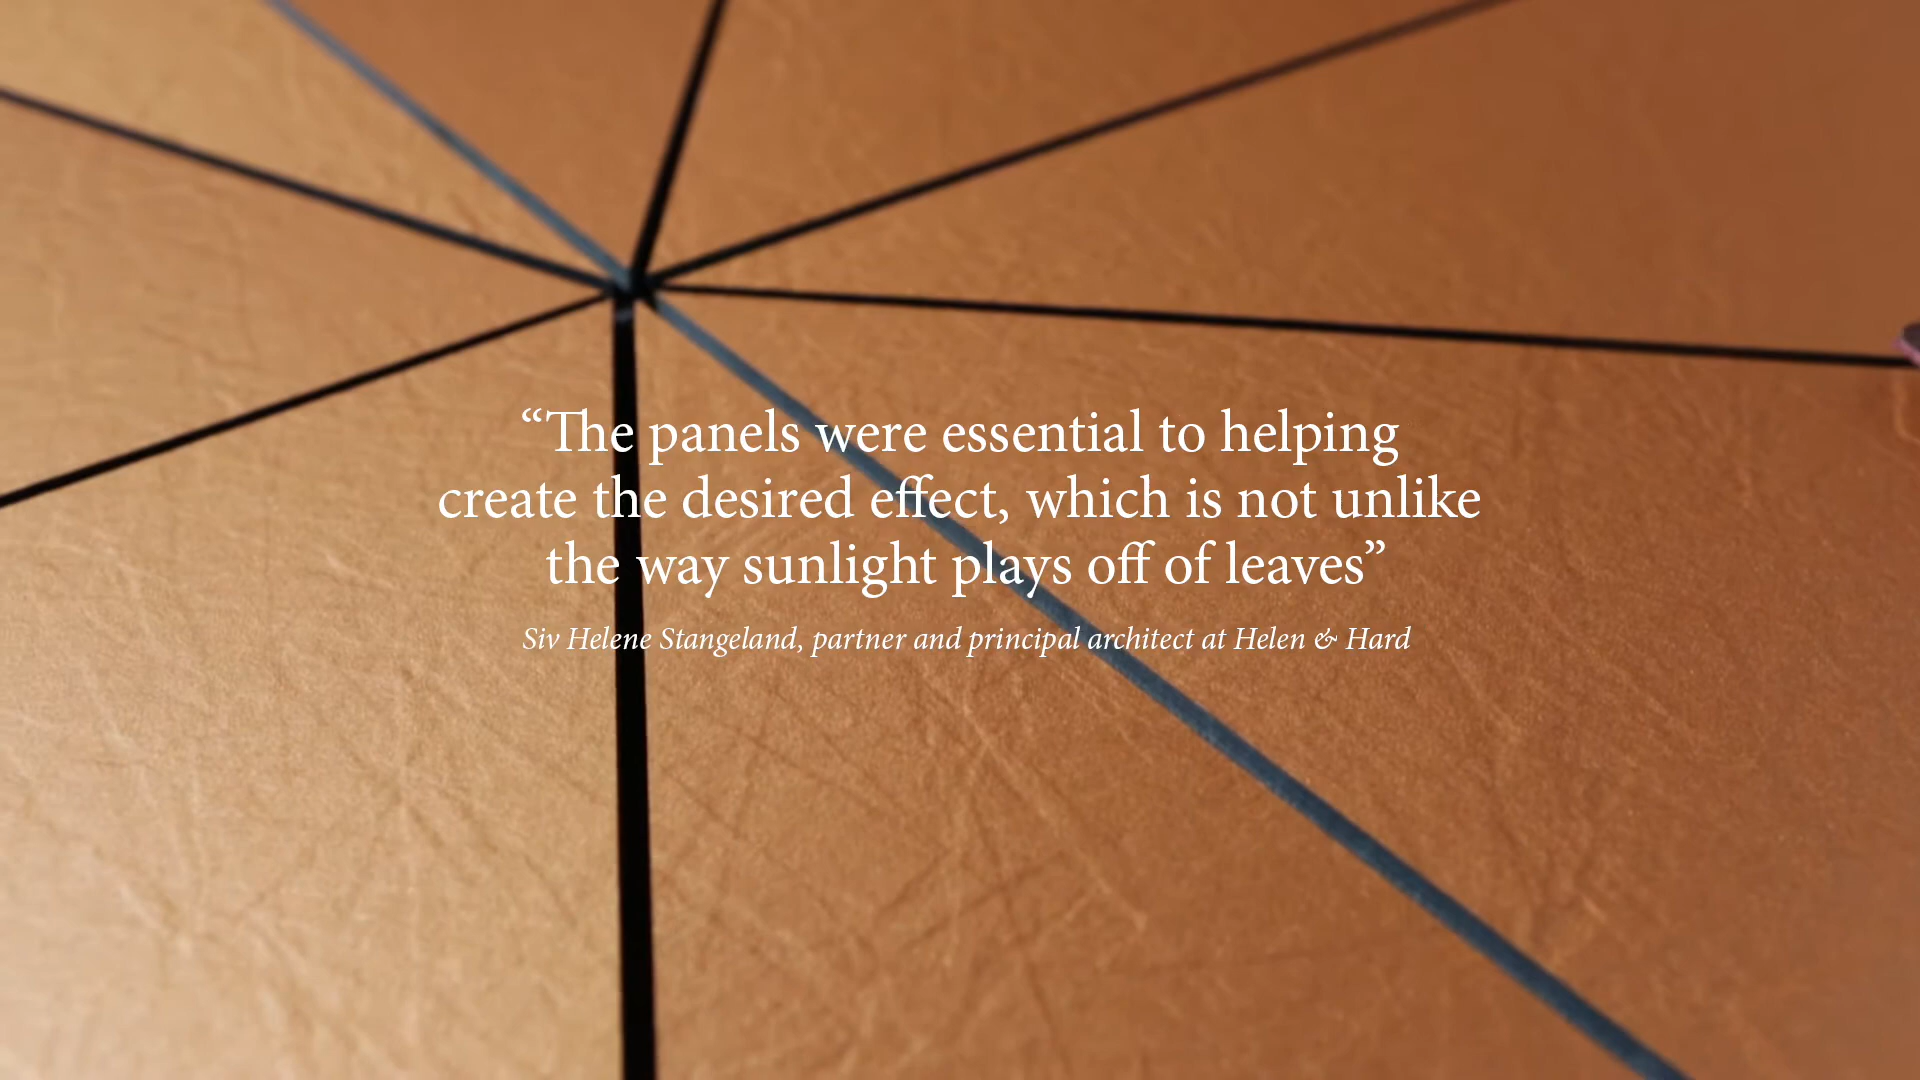 “The panels were essential to helping
create the desired effect, which is not unlike
the way sunlight plays off of leaves”
Siv Helene Stangeland, partner and principal architect at Helen & Hard